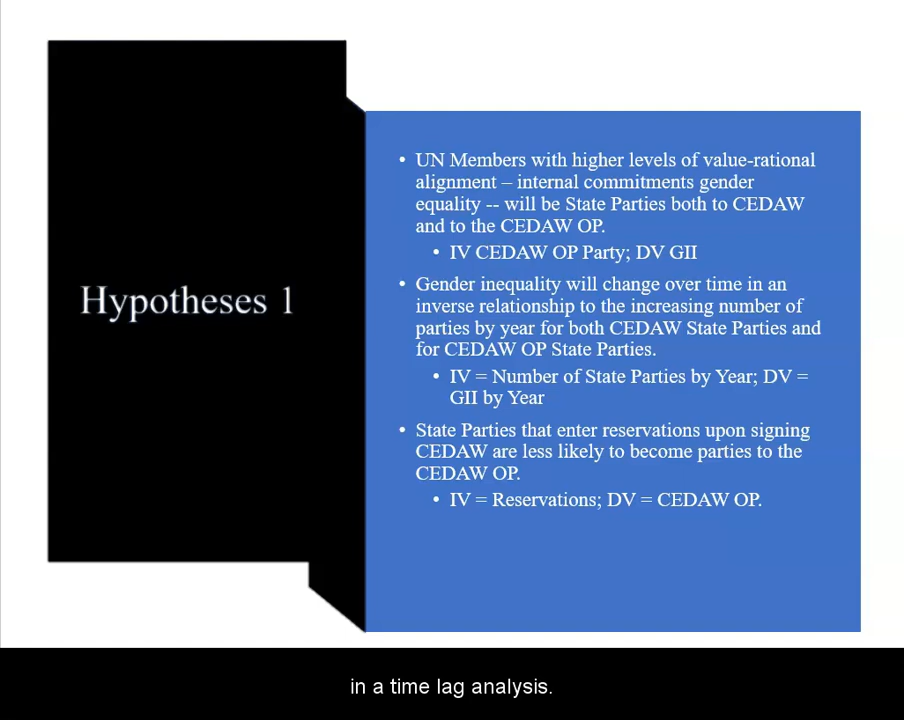 Hypotheses 1
• UN Members with higher levels of value-rational
alignment – internal commitments gender
equality -- will be State Parties both to CEDAW
and to the CEDAW OP.
• IV CEDAW OP Party; DV GII
• Gender inequality will change over time in an
inverse relationship to the increasing number of
parties by year for both CEDAW State Parties and
for CEDAW OP State Parties.
• IV = Number of State Parties by Year; DV =
GII by Year
• State Parties that enter reservations upon signing
CEDAW are less likely to become parties to the
CEDAW OP.
• IV = Reservations; DV = CEDAW OP.
in a time lag analysis.